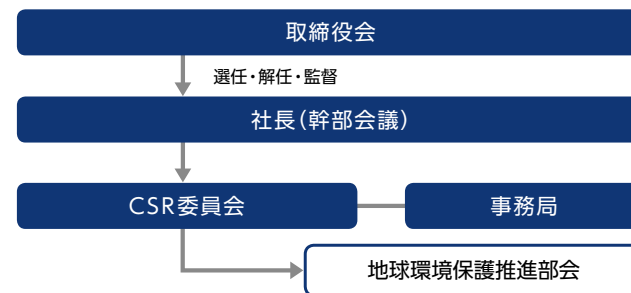 取締役会
選任・解任・監督
社長（幹部会議）
CSR委員会
事務局
地球環境保護推進部会